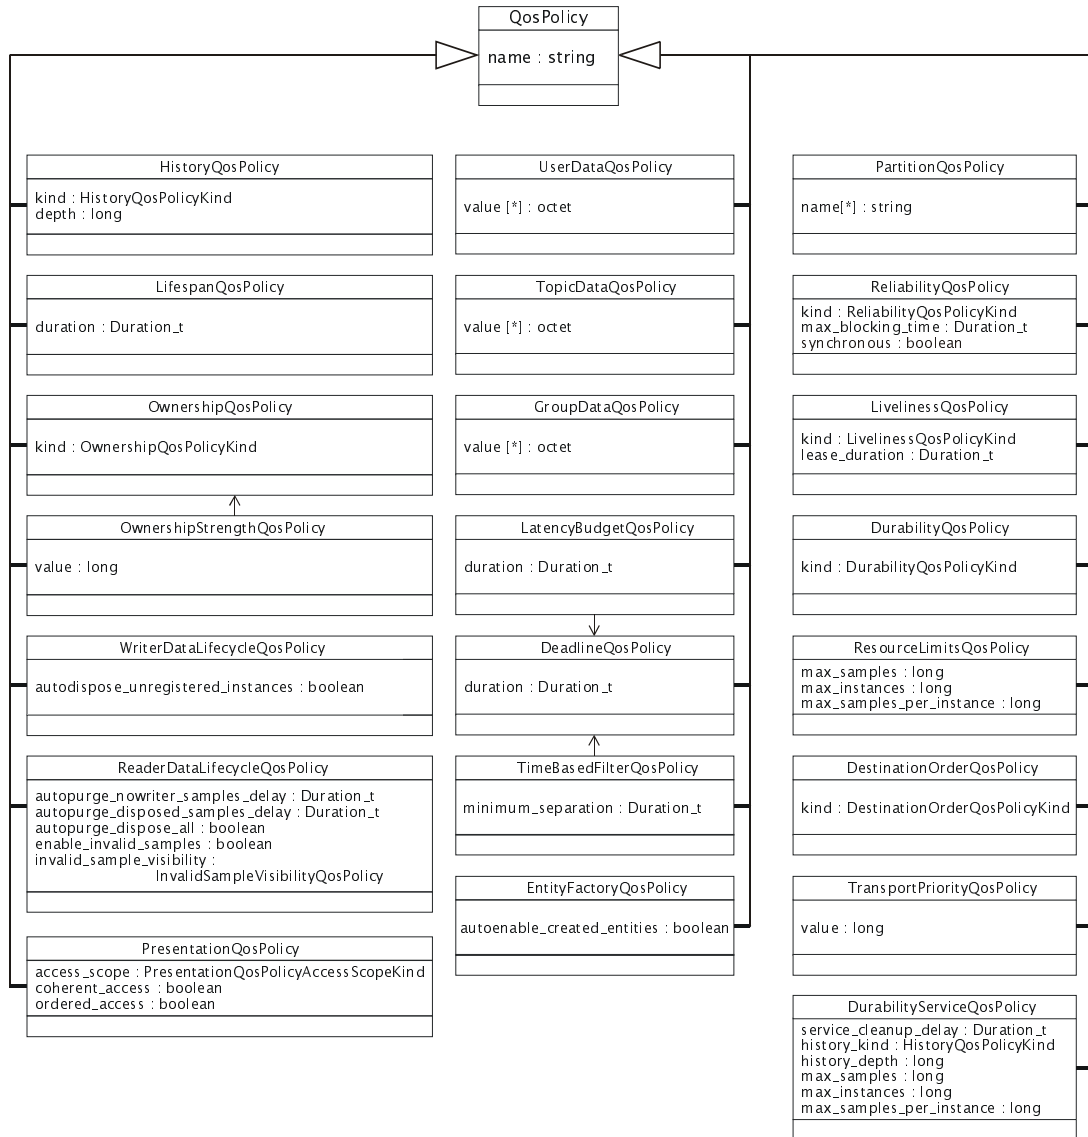 QosPolicy
name : string
HistoryQosPolicy
kind : HistoryQosPolicyKind
depth : long
LifespanQosPolicy
duration : Duration_t
OwnershipQosPolicy
kind : OwnershipQosPolicyKind
OwnershipStrengthQosPolicy
value : long
WriterDataLifecycleQosPolicy
autodispose_unregistered_instances : boolean
ReaderDataLifecycleQosPolicy
autopurge_nowriter_samples_delay : Duration_t
autopurge_disposed_samples_delay : Duration_t
autopurge_dispose_all : boolean
enable_invalid_samples : boolean
invalid_sample_visibility :
InvalidSampleVisibilityQosPolicy
PresentationQosPolicy
access_scope : PresentationQosPolicyAccessScopeKind
coherent_access : boolean
ordered_access : boolean
UserDataQosPolicy
value [*] : octet
TopicDataQosPolicy
value [*] : octet
GroupDataQosPolicy
value [*] : octet
LatencyBudgetQosPolicy
duration : Duration_t
DeadlineQosPolicy
duration : Duration_t
TimeBasedFilterQosPolicy
minimum_separation : Duration_t
EntityFactoryQosPolicy
autoenable_created_entities : boolean
PartitionQosPolicy
name[*] : string
ReliabilityQosPolicy
kind : ReliabilityQosPolicyKind
max_blocking_time : Duration_t
synchronous : boolean
LivelinessQosPolicy
kind : LivelinessQosPolicyKind
lease_duration : Duration_t
DurabilityQosPolicy
kind : DurabilityQosPolicyKind
ResourceLimitsQosPolicy
max_samples : long
max_instances : long
max_samples_per_instance : long
DestinationOrderQosPolicy
kind : DestinationOrderQosPolicyKind
TransportPriorityQosPolicy
value : long
DurabilityServiceQosPolicy
service_cleanup_delay : Duration_t
history_kind : HistoryQosPolicyKind
history_depth : long
max_samples : long
max_instances : long
max_samples_per_instance : long